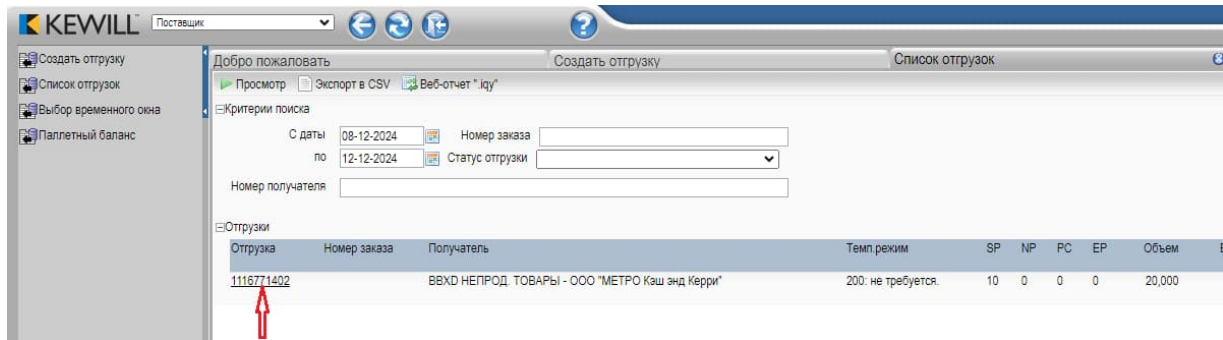 KEWILL Поставщик ?
Создать отгрузку
Список отгрузок
Выбор временного окна
Паллетный баланс
Добро пожаловать Создать отгрузку Список отгрузок
Просмотр Экспорт в CSV Веб-отчет ".iqy"
Критерии поиска
С даты 08-12-2024 Номер заказа
по 12-12-2024 Статус отгрузки
Номер получателя
Отгрузки
Отгрузка Номер заказа Получатель Темп.режим SP NP PC EP Объем
1116771402 BBXD НЕПРОД. ТОВАРЫ - ООО "МЕТРО Кэш энд Керри" 200: не требуется. 10 0 0 0 20,000